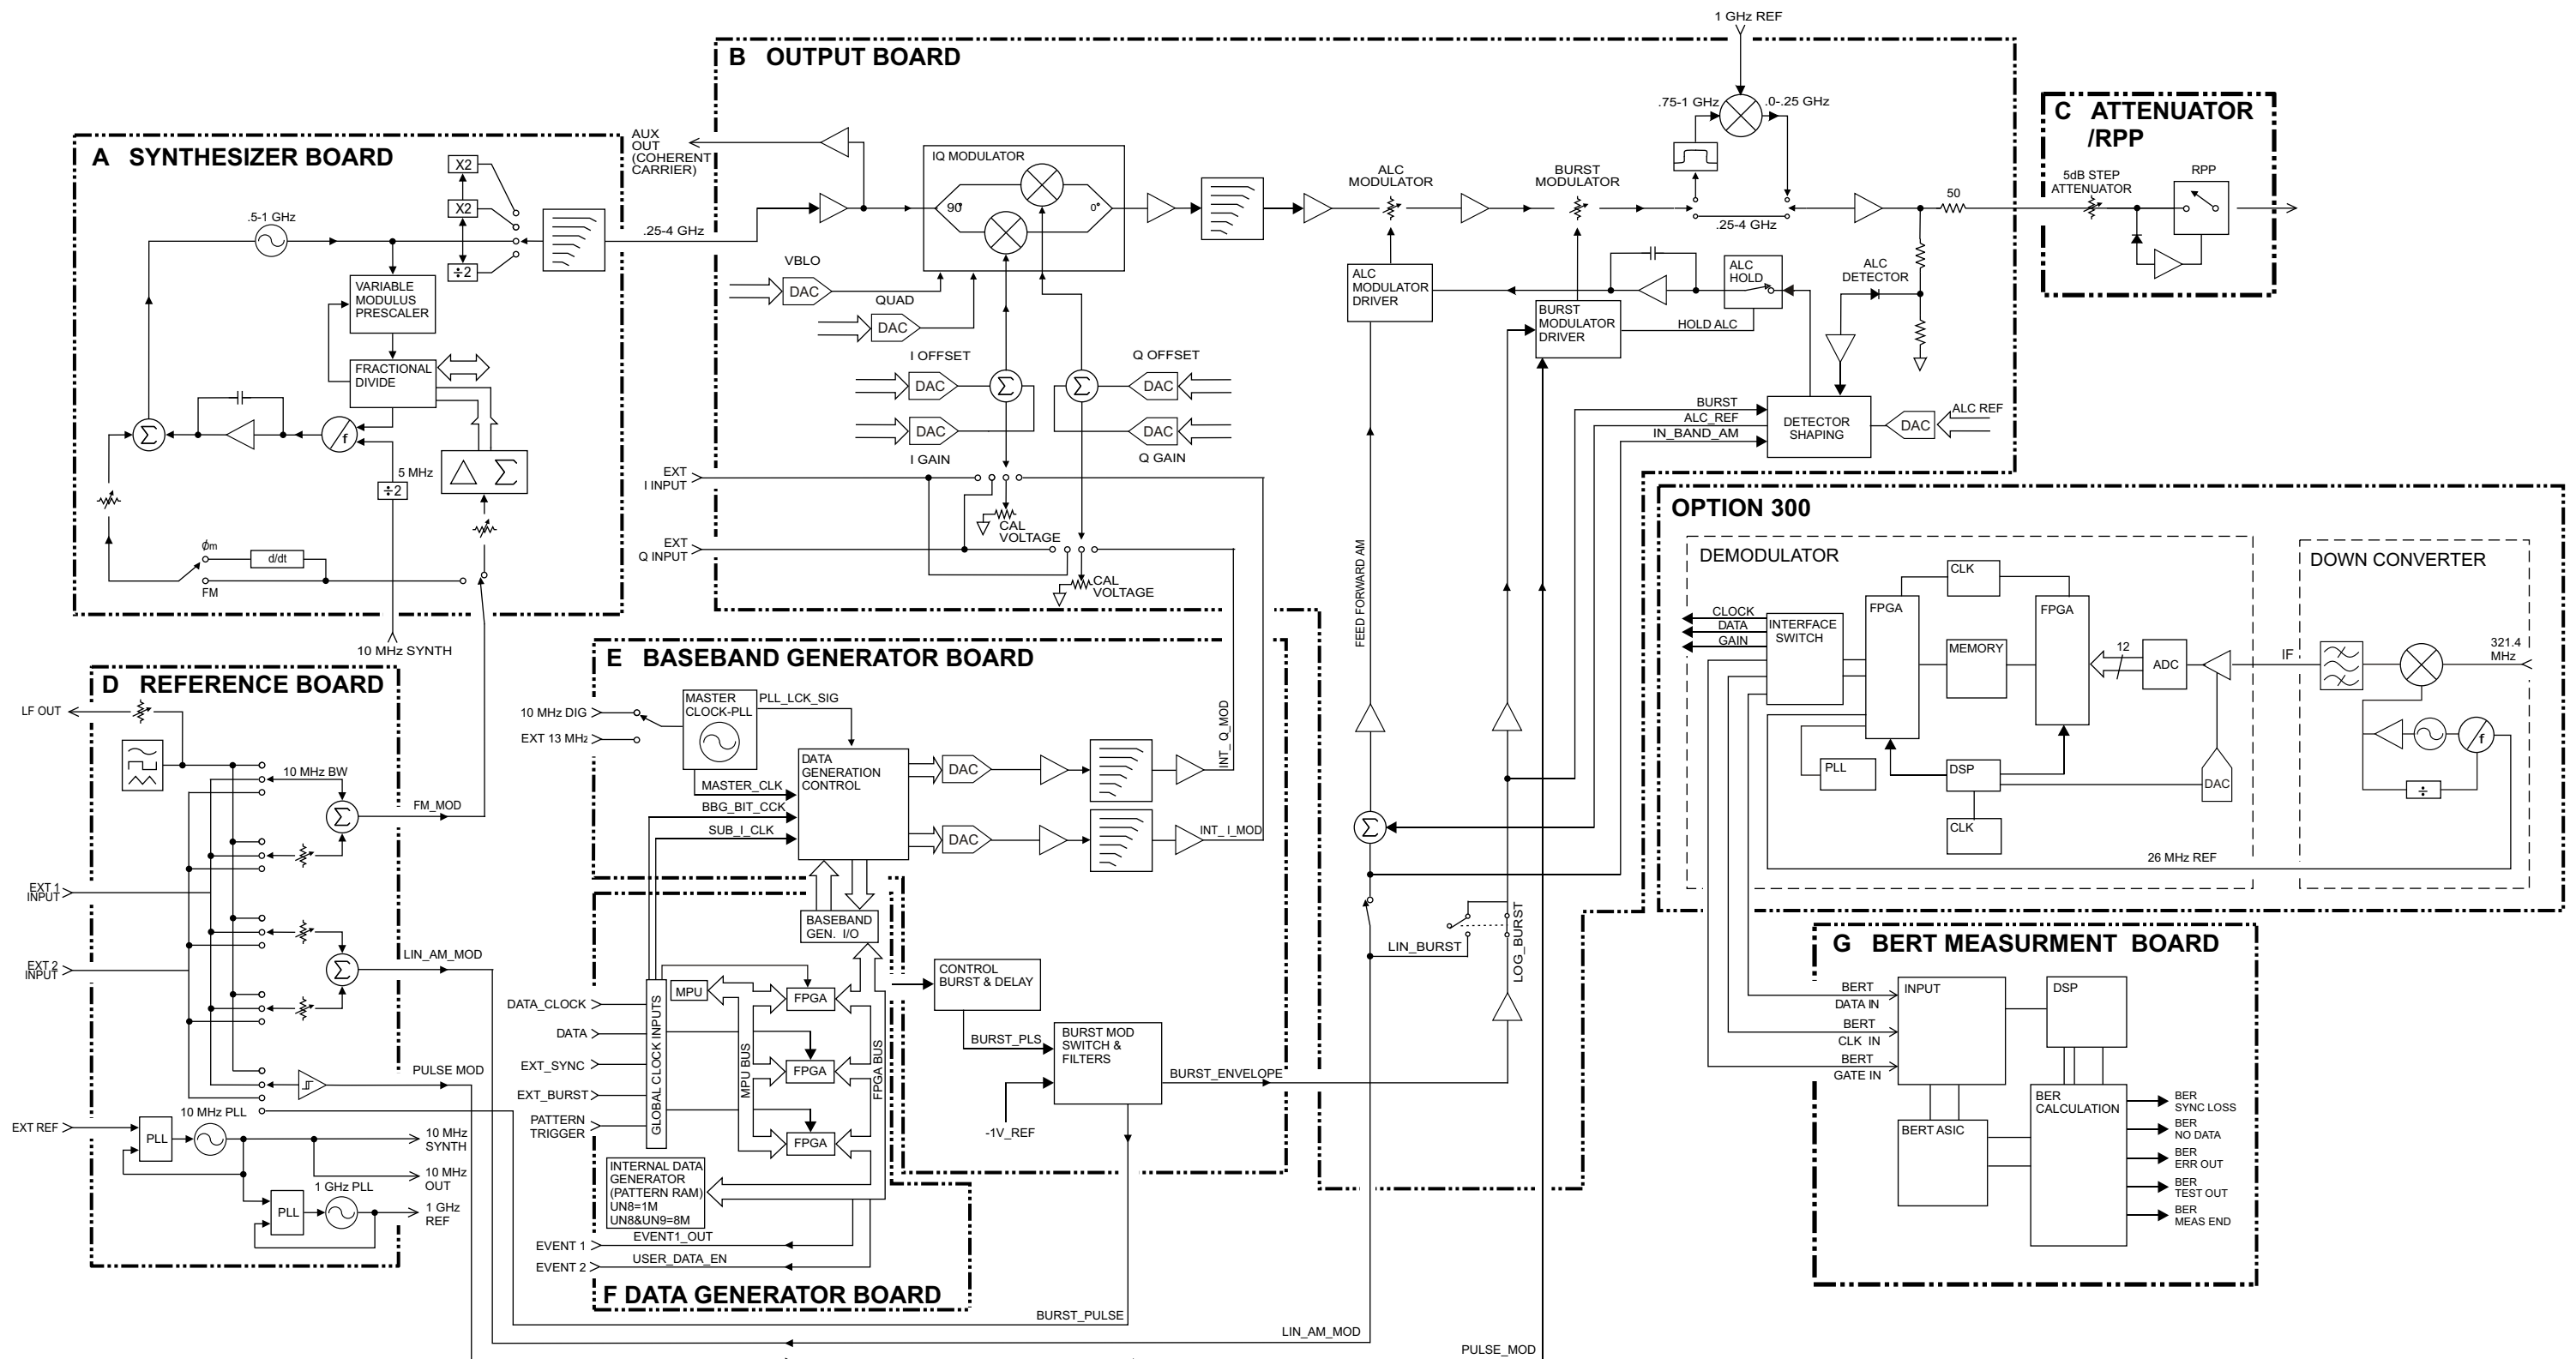 1 GHz REF
B OUTPUT BOARD
.75-1 GHz
.0-.25 GHz
.25-4 GHz
C ATTENUATOR
/RPP
5dB STEP
ATTENUATOR
RPP
A SYNTHESIZER BOARD
AUX
OUT
(COHERENT
CARRIER)
X2
X2
÷2
.5-1 GHz
.25-4 GHz
VARIABLE
MODULUS
PRESCALER
FRACTIONAL
DIVIDE
Σ
/f
5 MHz
÷2
△ Σ
ϕm
d/dt
FM
10 MHz SYNTH
IQ MODULATOR
90°
0°
VBLO
DAC
QUAD
DAC
I OFFSET
DAC
Σ
DAC
I GAIN
Q OFFSET
Σ
DAC
DAC
Q GAIN
EXT
I INPUT
CAL
VOLTAGE
EXT
Q INPUT
CAL
VOLTAGE
ALC
MODULATOR
BURST
MODULATOR
50
ALC
MODULATOR
DRIVER
BURST
MODULATOR
DRIVER
ALC
HOLD
HOLD ALC
ALC
DETECTOR
BURST
ALC_REF
IN_BAND_AM
DETECTOR
SHAPING
DAC
ALC REF
FEED FORWARD AM
OPTION 300
DEMODULATOR
DOWN CONVERTER
CLK
FPGA
FPGA
CLOCK
DATA
GAIN
INTERFACE
SWITCH
MEMORY
12
ADC
IF
321.4
MHz
PLL
DSP
DAC
CLK
/f
÷
26 MHz REF
D REFERENCE BOARD
LF OUT
10 MHz BW
Σ
FM_MOD
EXT 1
INPUT
EXT 2
INPUT
Σ
LIN_AM_MOD
PULSE MOD
EXT REF
10 MHz PLL
PLL
10 MHz
SYNTH
10 MHz
OUT
1 GHz PLL
PLL
1 GHz
REF
E BASEBAND GENERATOR BOARD
10 MHz DIG
EXT 13 MHz
MASTER
CLOCK-PLL
PLL_LCK_SIG
MASTER_CLK
BBG_BIT_CCK
SUB_I_CLK
DATA
GENERATION
CONTROL
DAC
DAC
INT_ Q_MOD
INT_ I_MOD
BASEBAND
GEN. I/O
DATA_CLOCK
DATA
EXT_SYNC
EXT_BURST
PATTERN
TRIGGER
GLOBAL CLOCK INPUTS
MPU
MPU BUS
FPGA
FPGA
FPGA
FPGA BUS
INTERNAL DATA
GENERATOR
(PATTERN RAM)
UN8=1M
UN8&UN9=8M
EVENT 1
EVENT1_OUT
EVENT 2
USER_DATA_EN
F DATA GENERATOR BOARD
CONTROL
BURST & DELAY
BURST_PLS
BURST MOD
SWITCH &
FILTERS
-1V_REF
BURST_ENVELOPE
BURST_PULSE
Σ
LIN_BURST
LOG_BURST
LIN_AM_MOD
PULSE_MOD
G BERT MEASURMENT BOARD
BERT
DATA IN
BERT
CLK IN
BERT
GATE IN
INPUT
DSP
BERT ASIC
BER
CALCULATION
BER
SYNC LOSS
BER
NO DATA
BER
ERR OUT
BER
TEST OUT
BER
MEAS END